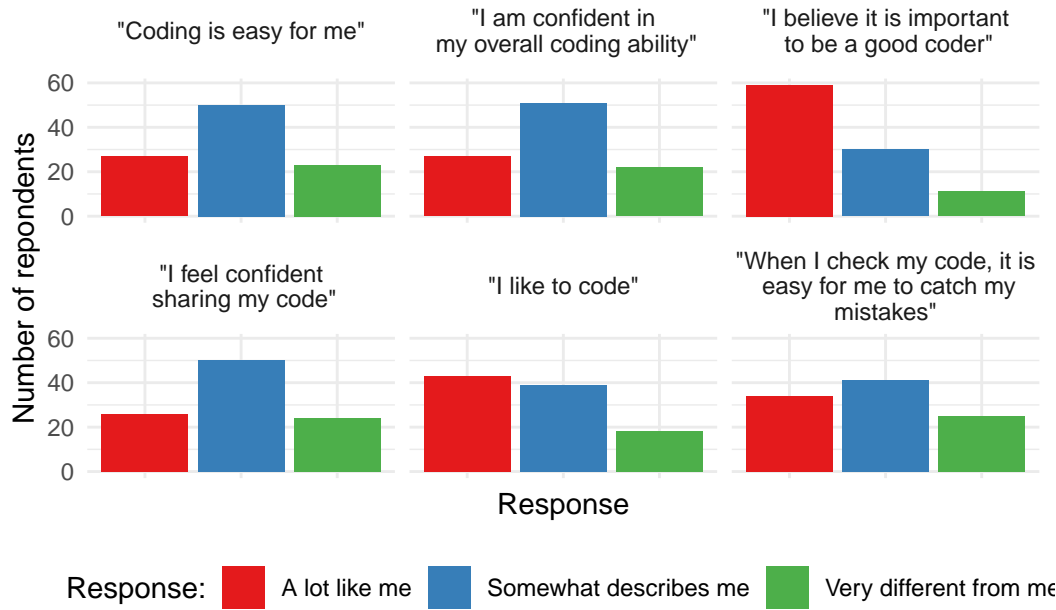 "Coding is easy for me"
"I am confident in
my overall coding ability"
"I believe it is important
to be a good coder"
60
40
20
0
"I feel confident
sharing my code"
"I like to code"
"When I check my code, it is
easy for me to catch my
mistakes"
60
40
20
0
Number of repondents
Response
Response: A lot like me Somewhat describes me Very different from me